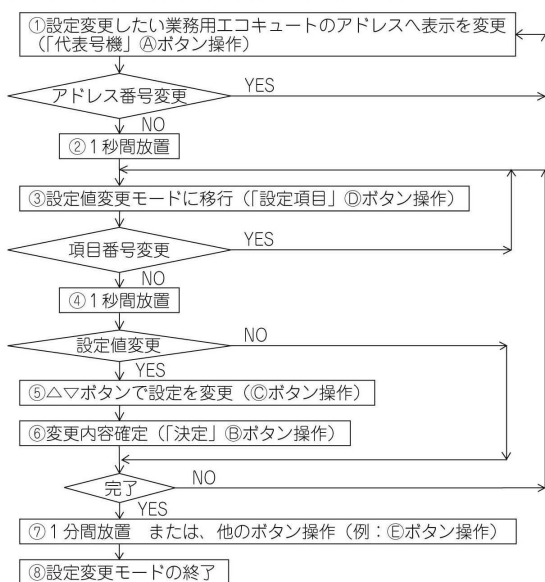 ①設定変更したい業務用エコキュートのアドレスへ表示を変更
(「代表号機」Ⓐボタン操作)
アドレス番号変更
YES
NO
②1秒間放置
③設定値変更モードに移行(「設定項目」Ⓓボタン操作)
項目番号変更
YES
NO
④1秒間放置
設定値変更
NO
YES
⑤△▽ボタンで設定を変更(Ⓒボタン操作)
⑥変更内容確定(「決定」Ⓑボタン操作)
完了
NO
YES
⑦1分間放置 または、他のボタン操作(例:Ⓔボタン操作)
⑧設定変更モードの終了